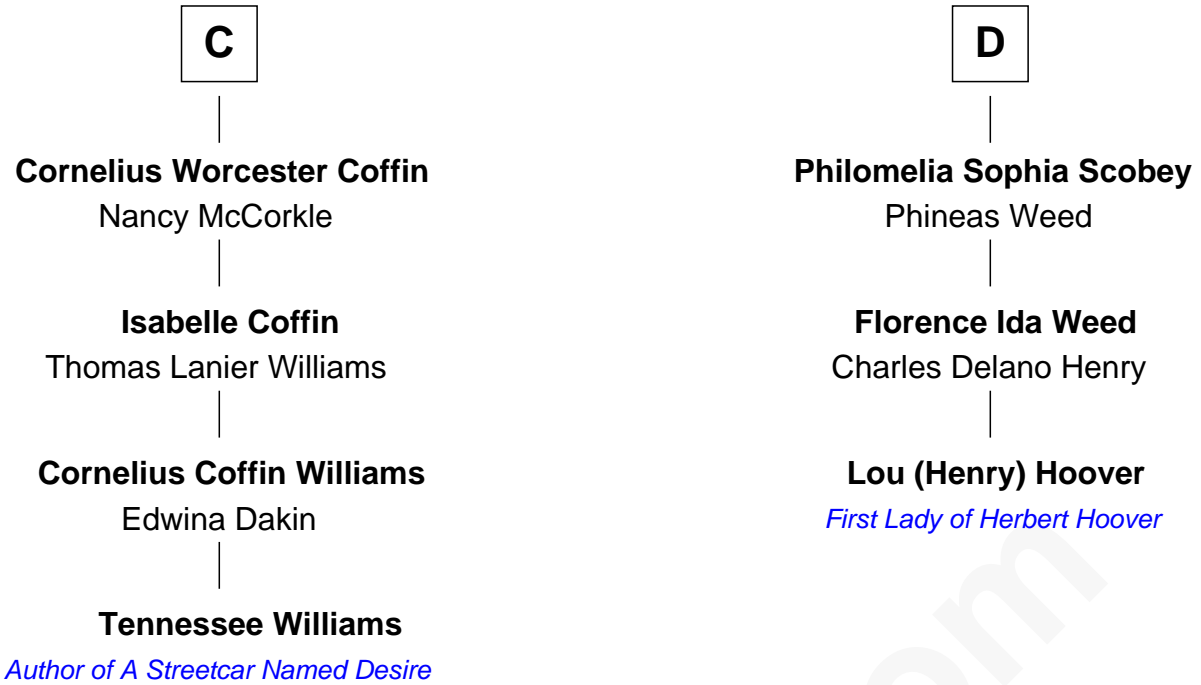 C
Cornelius Worcester Coffin
Nancy McCorkle
Isabelle Coffin
Thomas Lanier Williams
Cornelius Coffin Williams
Edwina Dakin
Tennessee Williams
Author of A Streetcar Named Desire
D
Philomelia Sophia Scobey
Phineas Weed
Florence Ida Weed
Charles Delano Henry
Lou (Henry) Hoover
First Lady of Herbert Hoover
om